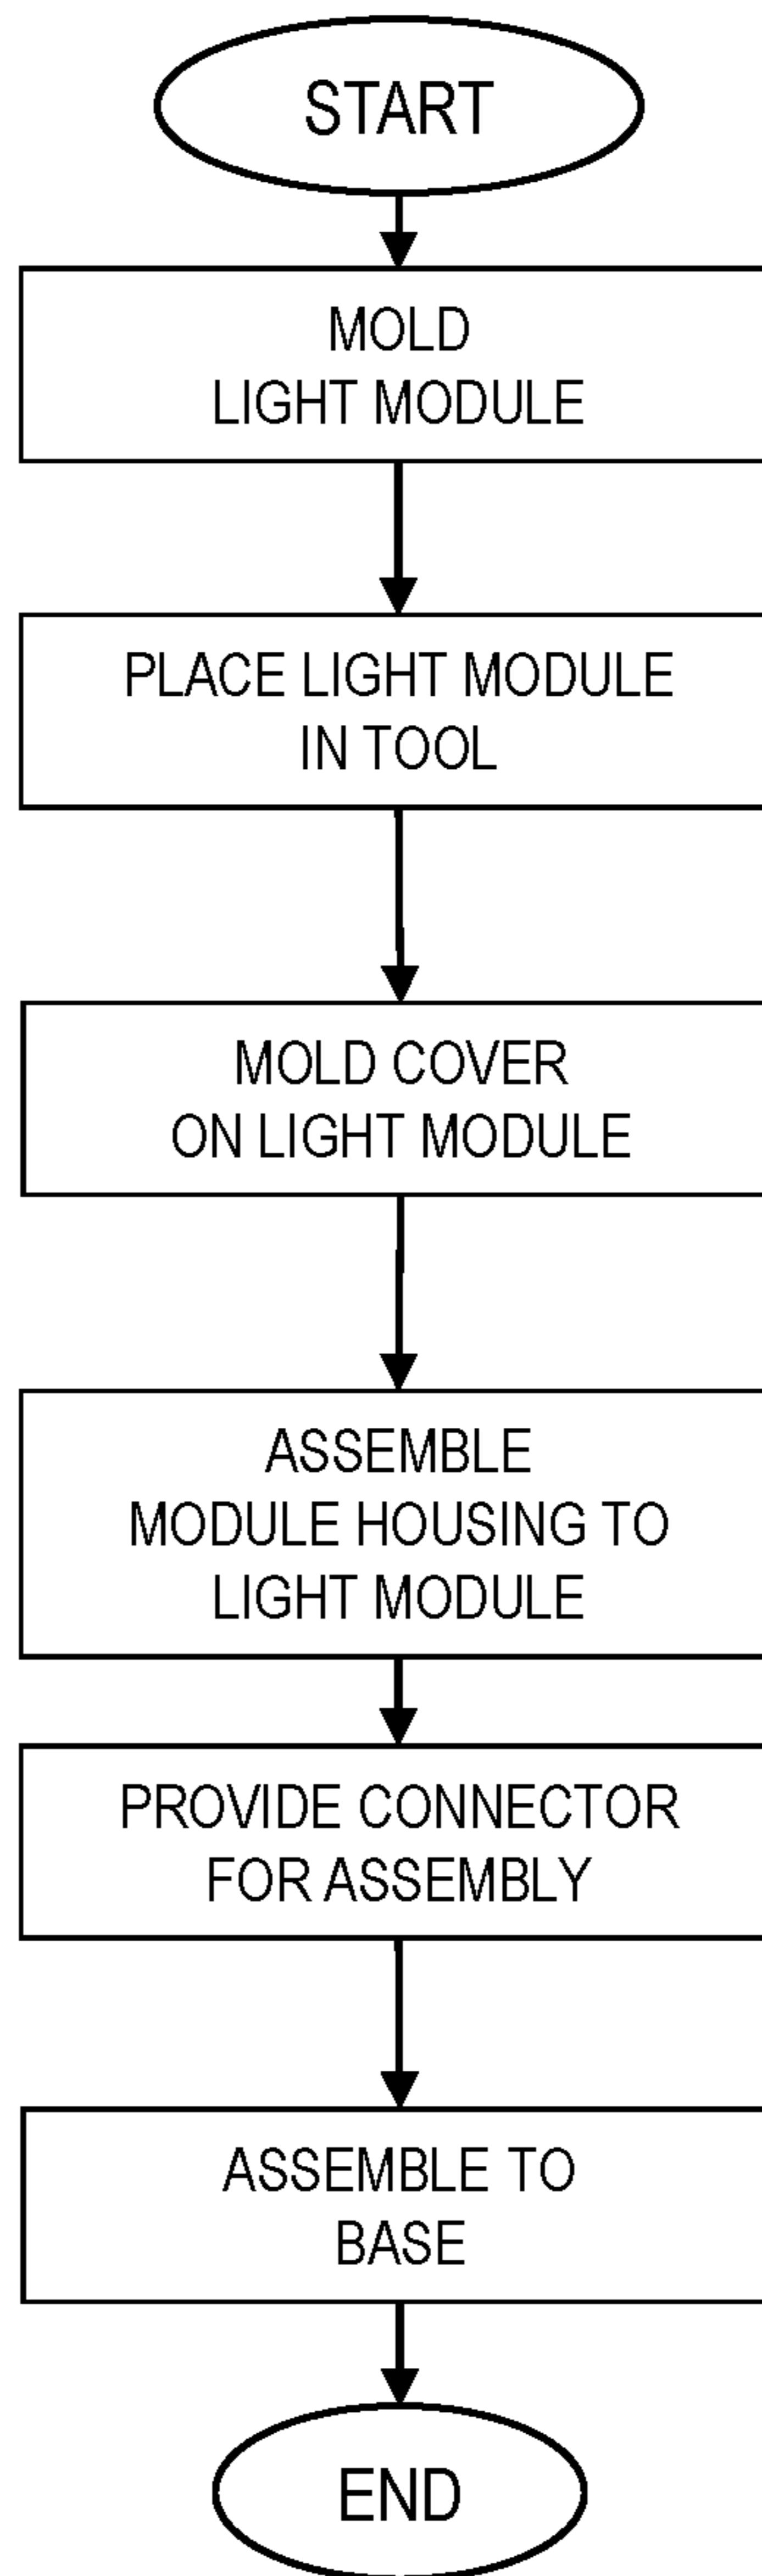 START
MOLD
LIGHT MODULE
PLACE LIGHT MODULE
IN TOOL
MOLD COVER
ON LIGHT MODULE
ASSEMBLE
MODULE HOUSING TO
LIGHT MODULE
PROVIDE CONNECTOR
FOR ASSEMBLY
ASSEMBLE TO
BASE
END